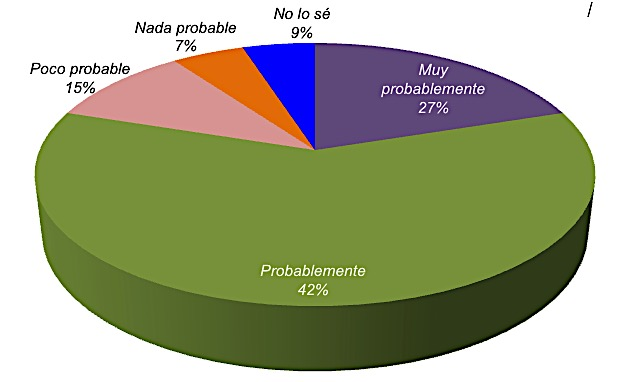 No lo sé
9%
/
Nada probable
7%
Poco probable
15%
Muy
probablemente
27%
Probablemente
42%